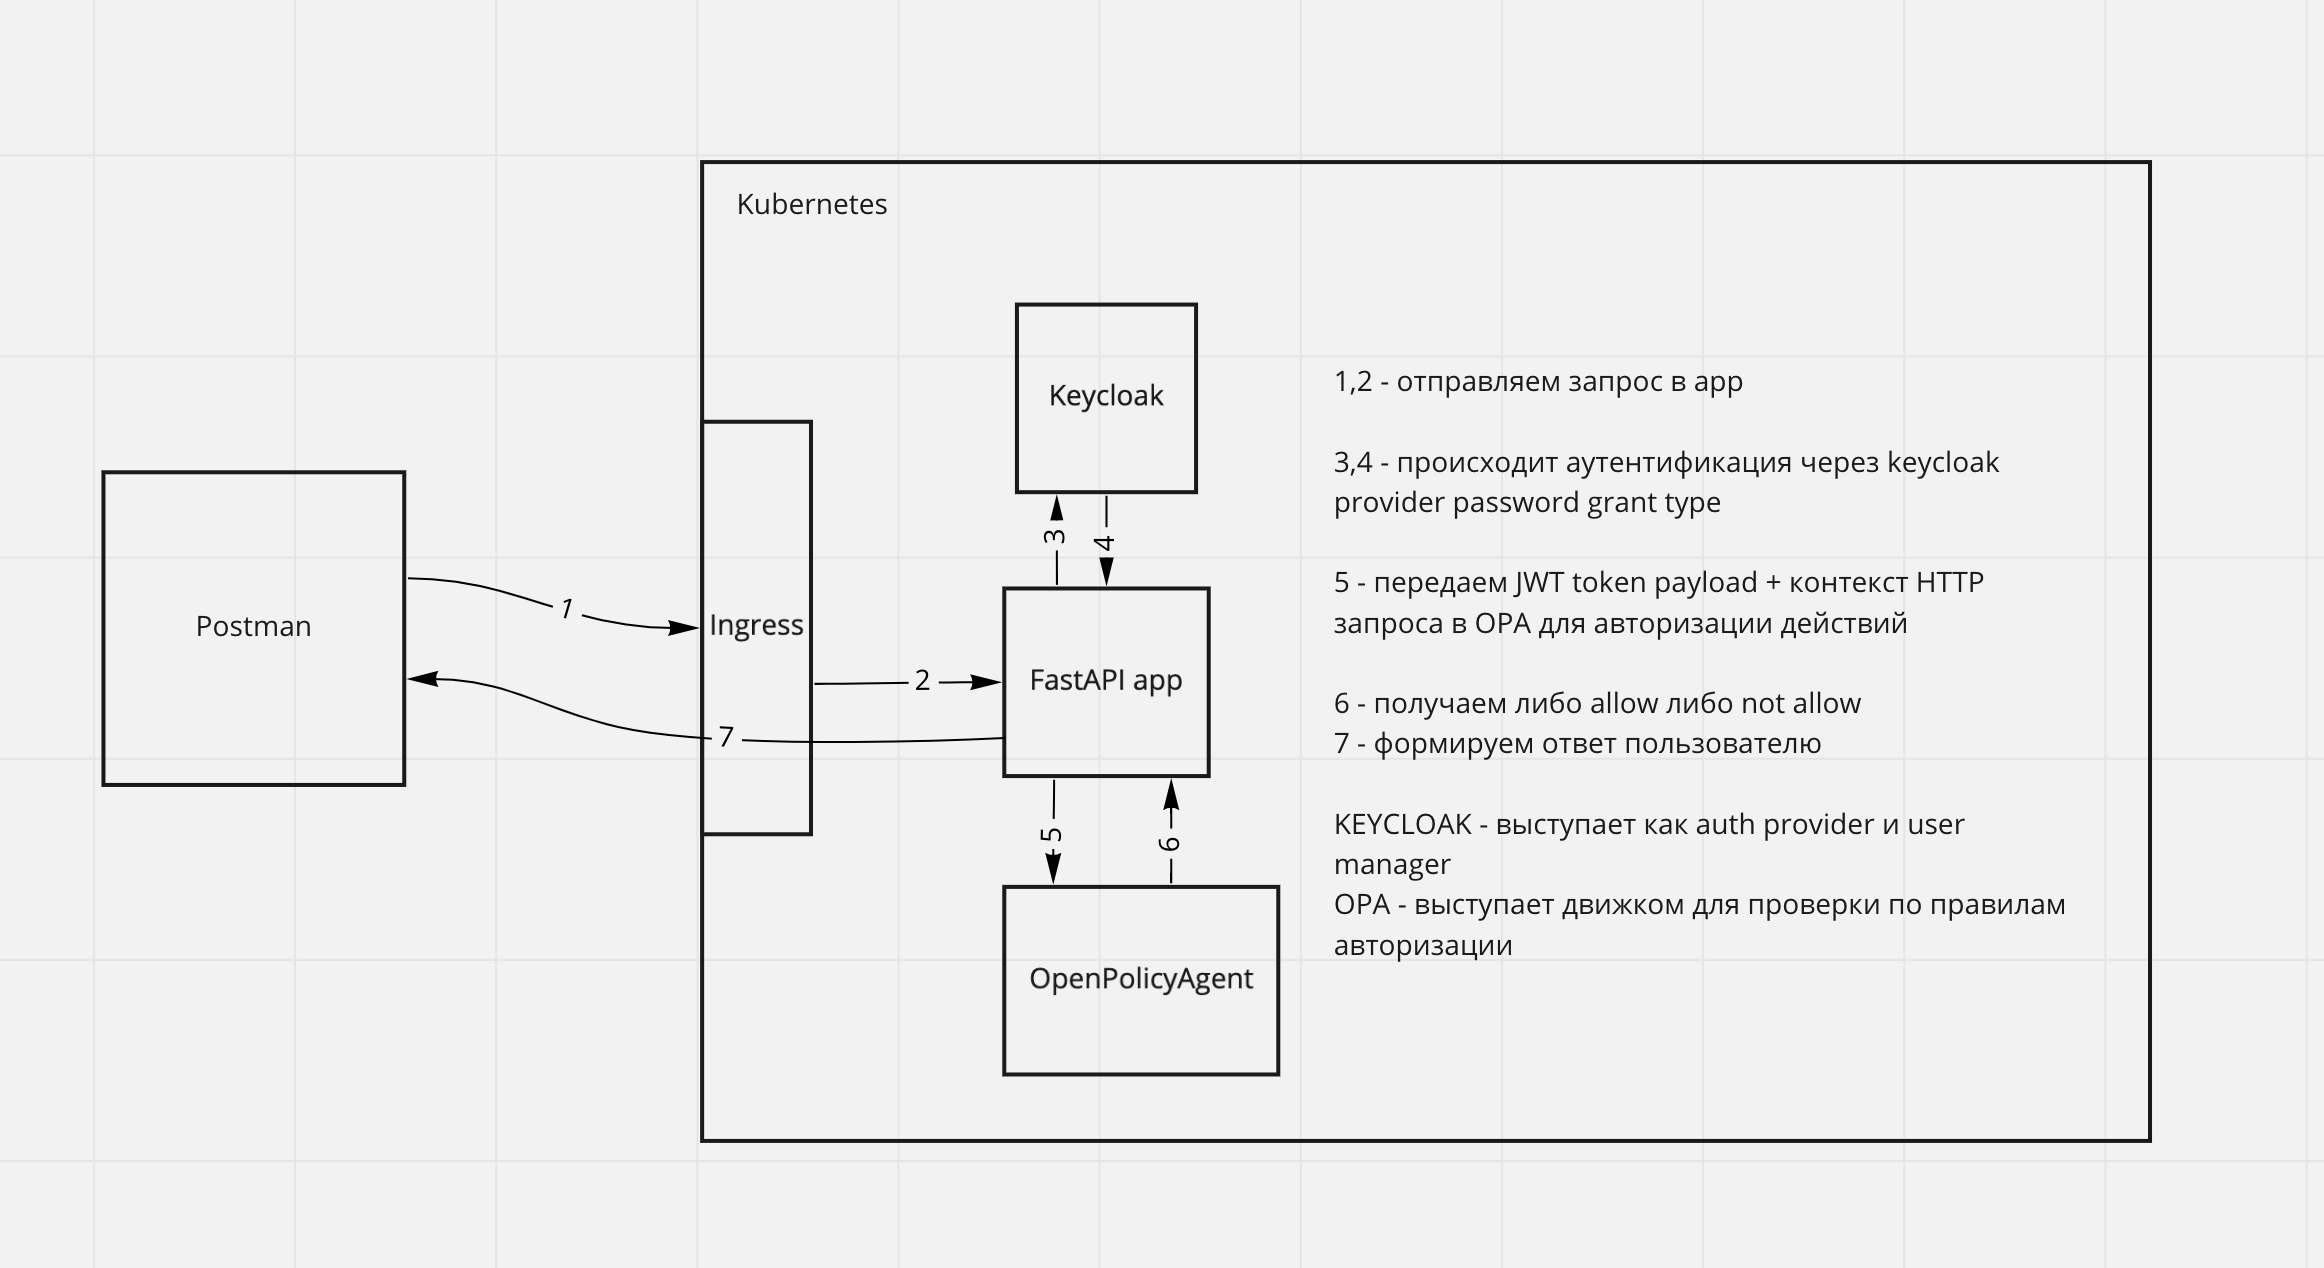 Kubernetes
Keycloak
3
4
Postman
1
Ingress
2
FastAPI app
7
5
6
OpenPolicyAgent
1,2 - отправляем запрос в app
3,4 - происходит аутентификация через keycloak
provider password grant type
5 - передаем JWT token payload + контекст HTTP
запроса в OPA для авторизации действий
6 - получаем либо allow либо not allow
7 - формируем ответ пользователю
KEYCLOAK - выступает как auth provider и user
manager
OPA - выступает движком для проверки по правилам
авторизации